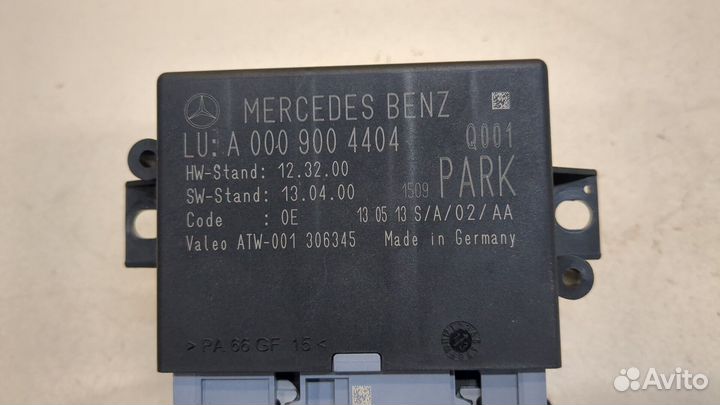 MERCEDES BENZ
LU: A 000 900 4404 Q001
HW-Stand: 12.32.00
SW-Stand: 13.04.00 1509 PARK
Code : 0E 13 05 13 S/A/02/AA
Valeo ATW-001 306345 Made in Germany
>PA 66 GF 15<
Avito